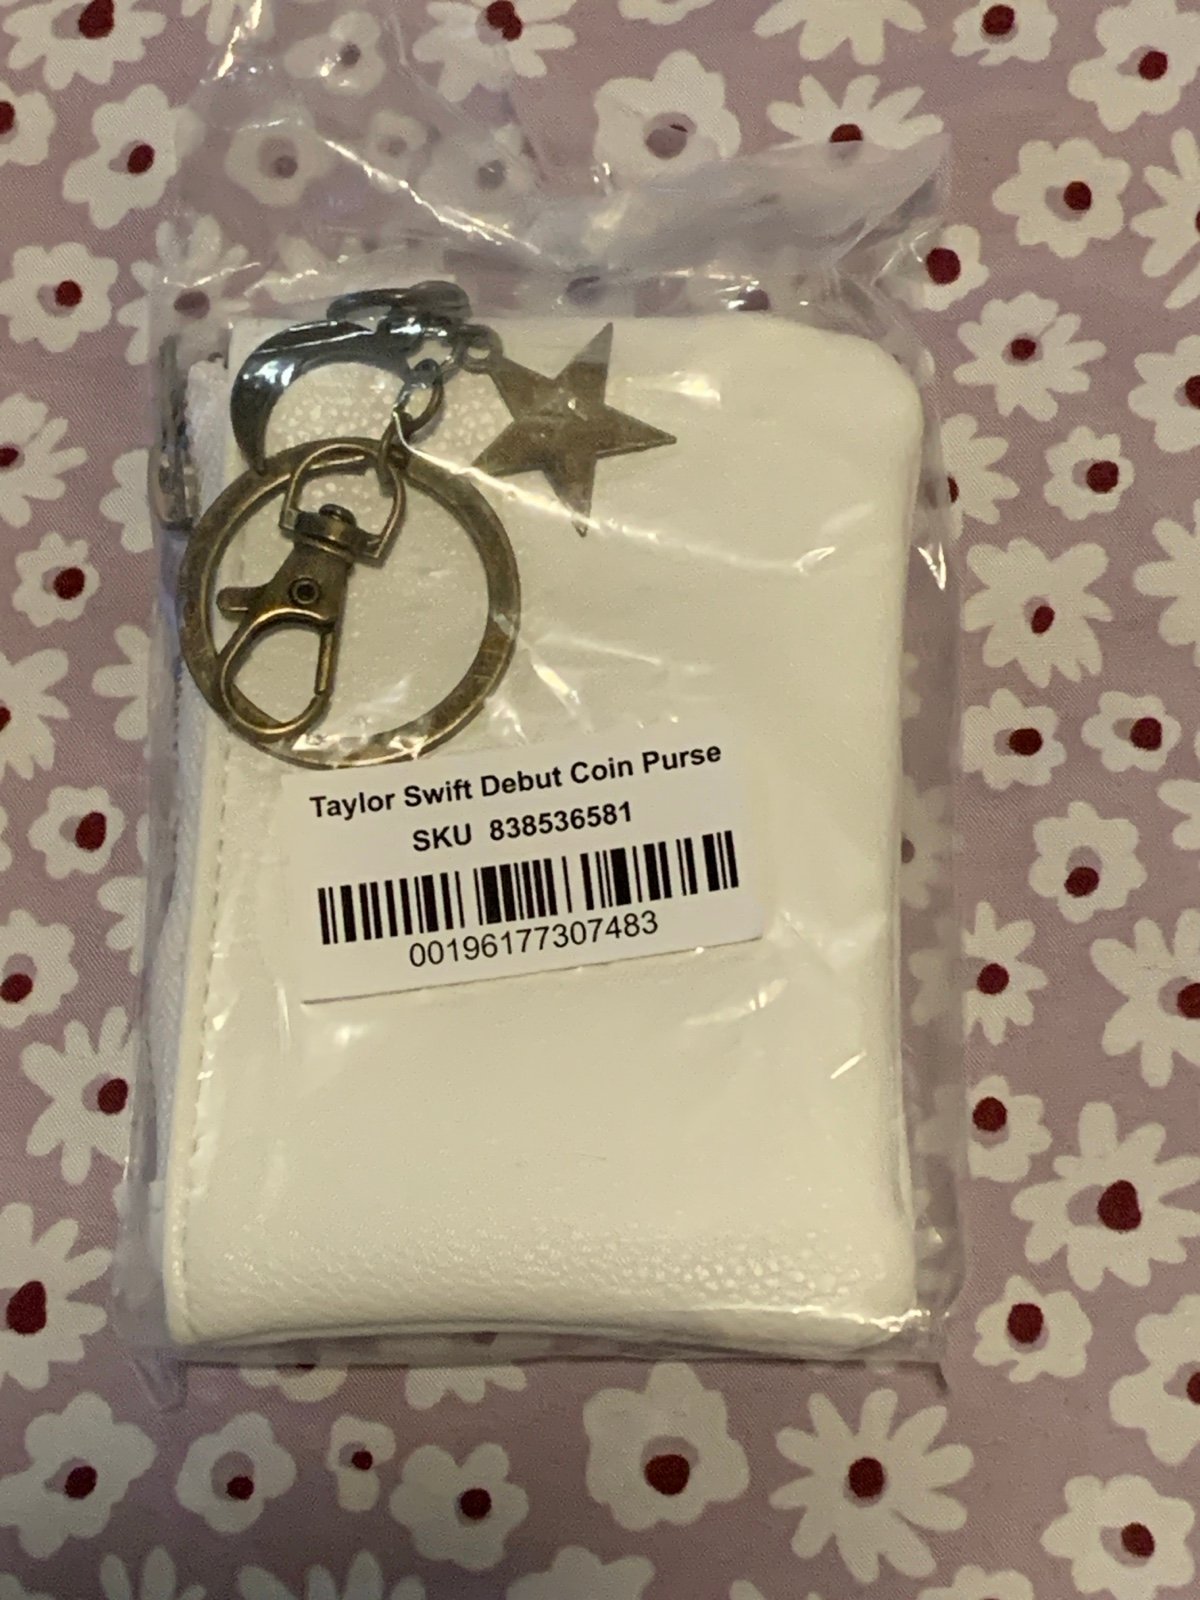 Taylor Swift Debut Coin Purse
SKU 838536581
00196177307483